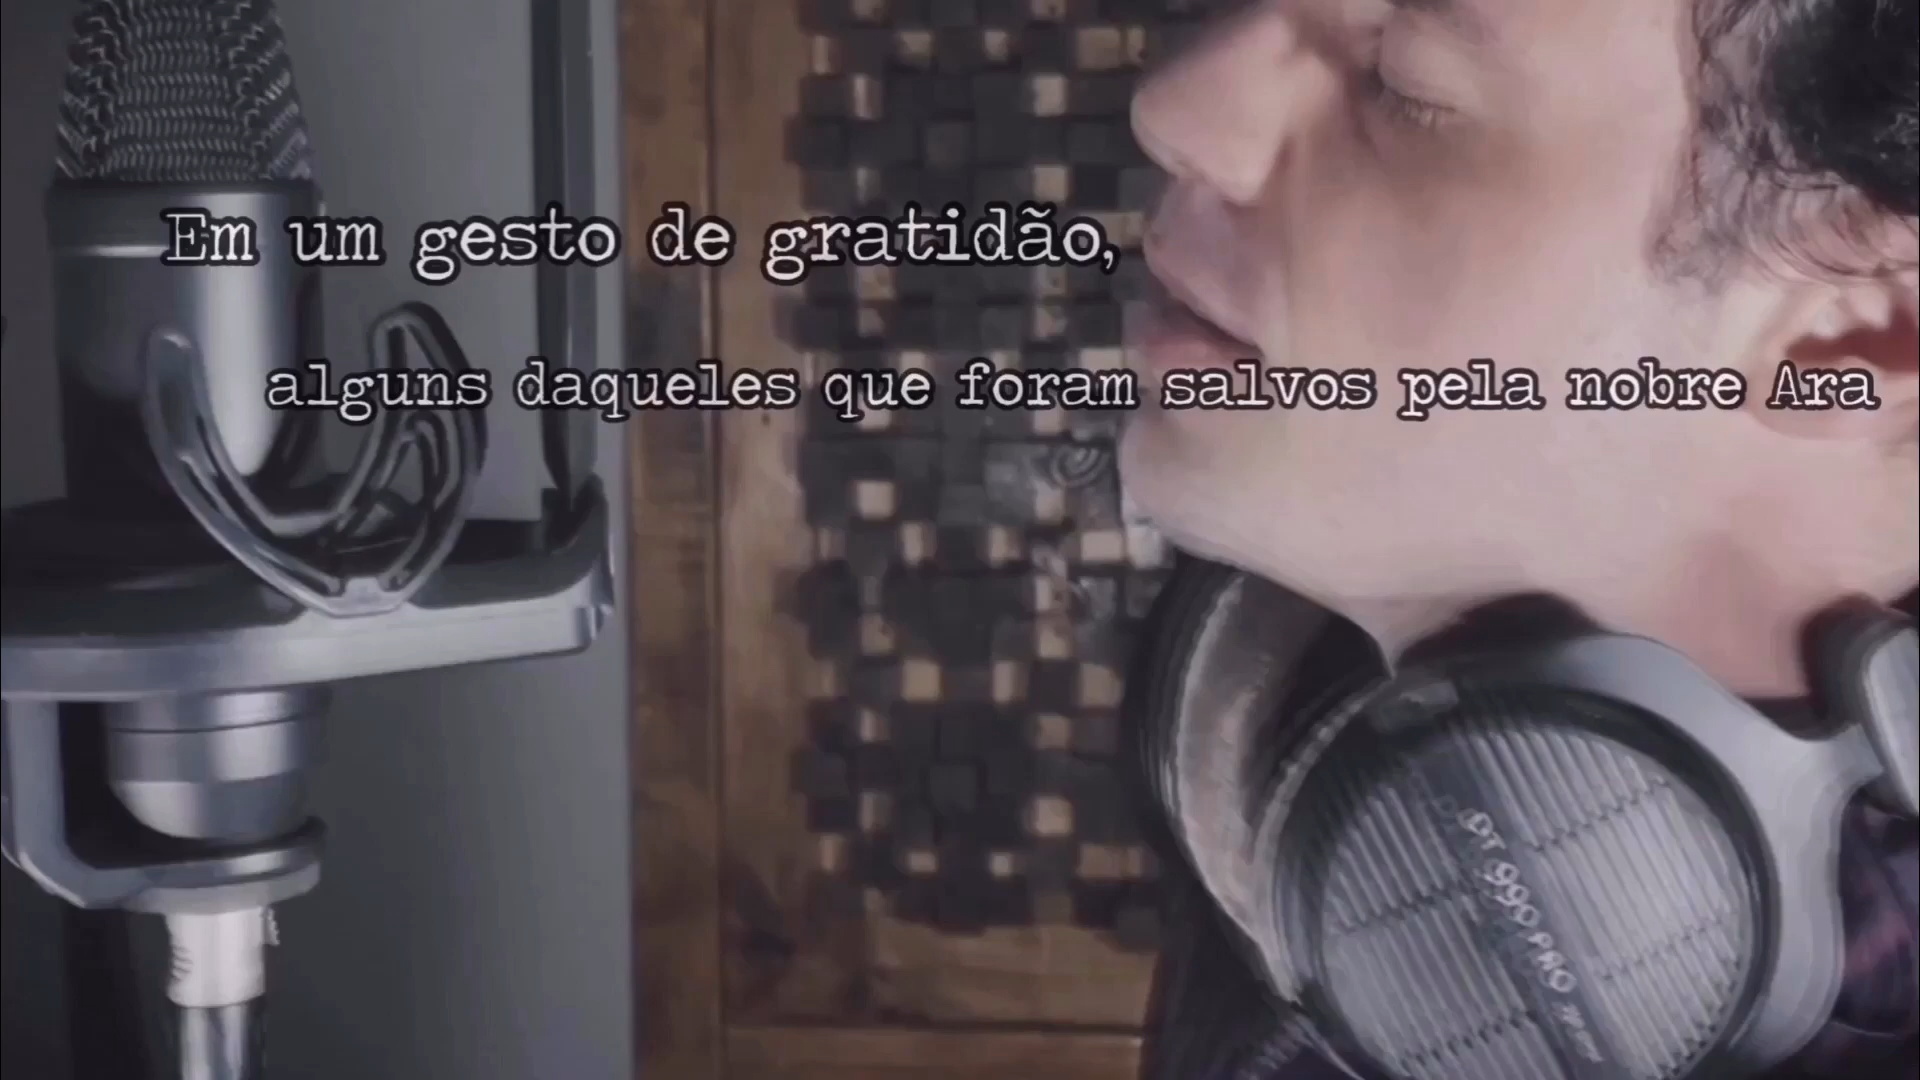 Em um gesto de gratidão,
alguns daqueles que foram salvos pela nobre Ara
DT 990 PRO